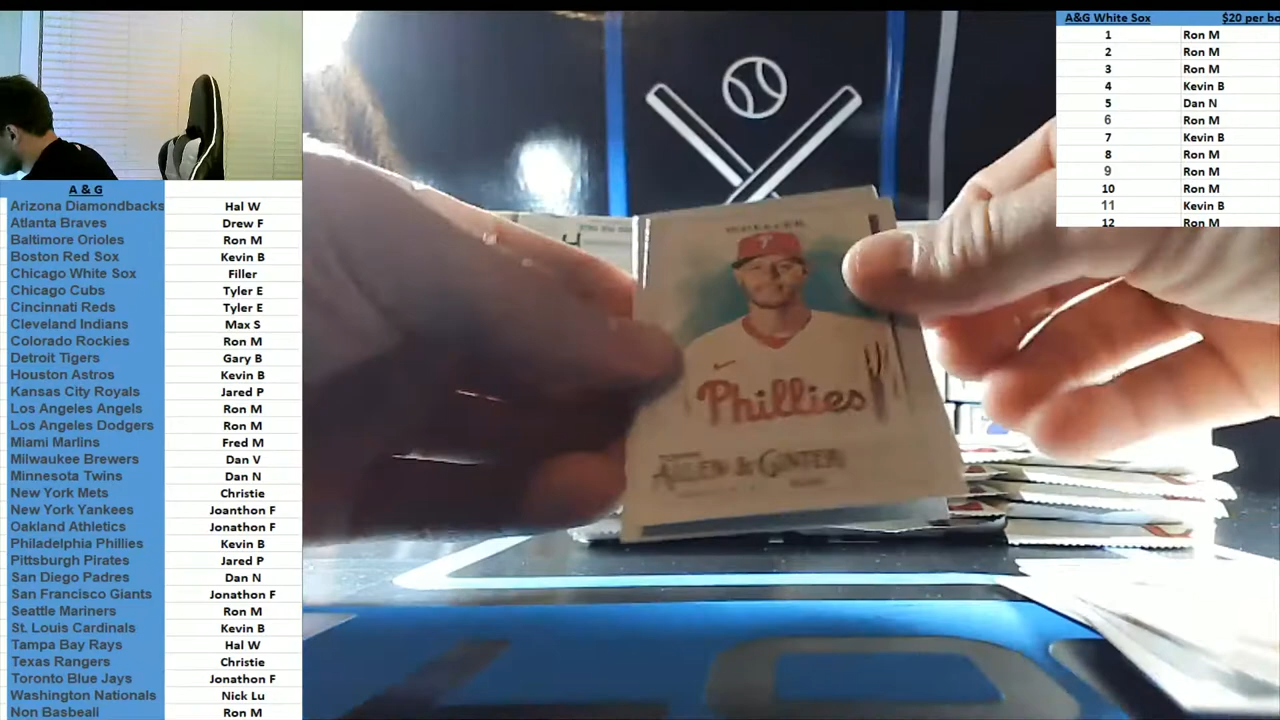 A&G White Sox $20 per bo
1 Ron M
2 Ron M
3 Ron M
4 Kevin B
5 Dan N
6 Ron M
7 Kevin B
8 Ron M
9 Ron M
10 Ron M
11 Kevin B
12 Ron M
A & G
Arizona Diamondbacks Hal W
Atlanta Braves Drew F
Baltimore Orioles Ron M
Boston Red Sox Kevin B
Chicago White Sox Filler
Chicago Cubs Tyler E
Cincinnati Reds Tyler E
Cleveland Indians Max S
Colorado Rockies Ron M
Detroit Tigers Gary B
Houston Astros Kevin B
Kansas City Royals Jared P
Los Angeles Angels Ron M
Los Angeles Dodgers Ron M
Miami Marlins Fred M
Milwaukee Brewers Dan V
Minnesota Twins Dan N
New York Mets Christie
New York Yankees Joanthon F
Oakland Athletics Jonathon F
Philadelphia Phillies Kevin B
Pittsburgh Pirates Jared P
San Diego Padres Dan N
San Francisco Giants Jonathon F
Seattle Mariners Ron M
St. Louis Cardinals Kevin B
Tampa Bay Rays Hal W
Texas Rangers Christie
Toronto Blue Jays Jonathon F
Washington Nationals Nick Lu
Non Basbeall Ron M
WHEELER
Phillies
ALLEN & GINTER